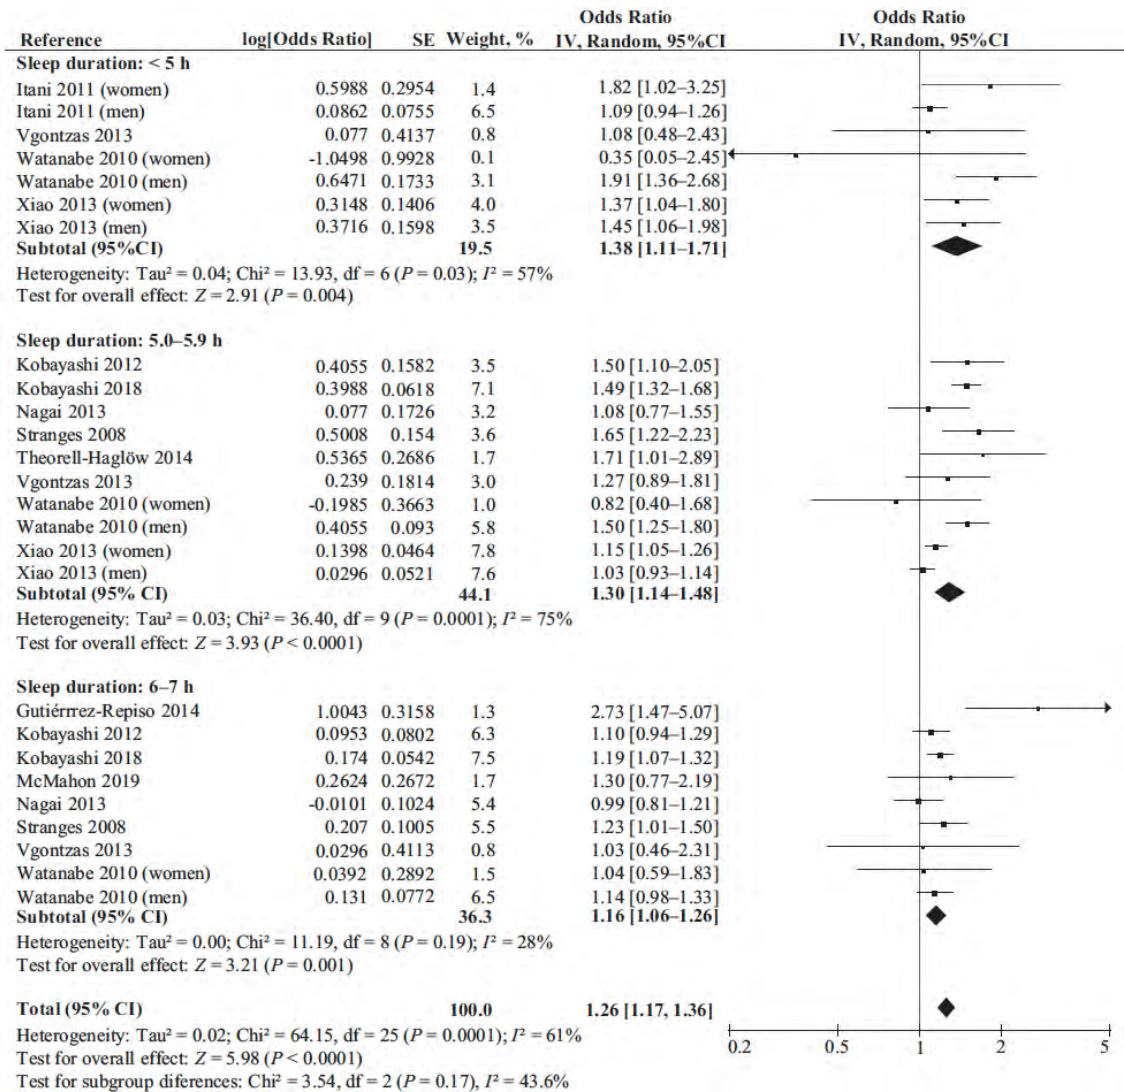 Odds Ratio Odds Ratio
Reference log[Odds Ratio] SE Weight, % IV, Random, 95%CI IV, Random, 95%CI
Sleep duration: < 5 h
Itani 2011 (women) 0.5988 0.2954 1.4 1.82 [1.02–3.25]
Itani 2011 (men) 0.0862 0.0755 6.5 1.09 [0.94–1.26]
Vgontzas 2013 0.077 0.4137 0.8 1.08 [0.48–2.43]
Watanabe 2010 (women) -1.0498 0.9928 0.1 0.35 [0.05–2.45]
Watanabe 2010 (men) 0.6471 0.1733 3.1 1.91 [1.36–2.68]
Xiao 2013 (women) 0.3148 0.1406 4.0 1.37 [1.04–1.80]
Xiao 2013 (men) 0.3716 0.1598 3.5 1.45 [1.06–1.98]
Subtotal (95%CI) 19.5 1.38 [1.11–1.71]
Heterogeneity: Tau² = 0.04; Chi² = 13.93, df = 6 (P = 0.03); I² = 57%
Test for overall effect: Z = 2.91 (P = 0.004)
Sleep duration: 5.0–5.9 h
Kobayashi 2012 0.4055 0.1582 3.5 1.50 [1.10–2.05]
Kobayashi 2018 0.3988 0.0618 7.1 1.49 [1.32–1.68]
Nagai 2013 0.077 0.1726 3.2 1.08 [0.77–1.55]
Stranges 2008 0.5008 0.154 3.6 1.65 [1.22–2.23]
Theorell-Haglöw 2014 0.5365 0.2686 1.7 1.71 [1.01–2.89]
Vgontzas 2013 0.239 0.1814 3.0 1.27 [0.89–1.81]
Watanabe 2010 (women) -0.1985 0.3663 1.0 0.82 [0.40–1.68]
Watanabe 2010 (men) 0.4055 0.093 5.8 1.50 [1.25–1.80]
Xiao 2013 (women) 0.1398 0.0464 7.8 1.15 [1.05–1.26]
Xiao 2013 (men) 0.0296 0.0521 7.6 1.03 [0.93–1.14]
Subtotal (95% CI) 44.1 1.30 [1.14–1.48]
Heterogeneity: Tau² = 0.03; Chi² = 36.40, df = 9 (P = 0.0001); I² = 75%
Test for overall effect: Z = 3.93 (P < 0.0001)
Sleep duration: 6–7 h
Gutiérrrez-Repiso 2014 1.0043 0.3158 1.3 2.73 [1.47–5.07]
Kobayashi 2012 0.0953 0.0802 6.3 1.10 [0.94–1.29]
Kobayashi 2018 0.174 0.0542 7.5 1.19 [1.07–1.32]
McMahon 2019 0.2624 0.2672 1.7 1.30 [0.77–2.19]
Nagai 2013 -0.0101 0.1024 5.4 0.99 [0.81–1.21]
Stranges 2008 0.207 0.1005 5.5 1.23 [1.01–1.50]
Vgontzas 2013 0.0296 0.4113 0.8 1.03 [0.46–2.31]
Watanabe 2010 (women) 0.0392 0.2892 1.5 1.04 [0.59–1.83]
Watanabe 2010 (men) 0.131 0.0772 6.5 1.14 [0.98–1.33]
Subtotal (95% CI) 36.3 1.16 [1.06–1.26]
Heterogeneity: Tau² = 0.00; Chi² = 11.19, df = 8 (P = 0.19); I² = 28%
Test for overall effect: Z = 3.21 (P = 0.001)
Total (95% CI) 100.0 1.26 [1.17, 1.36]
Heterogeneity: Tau² = 0.02; Chi² = 64.15, df = 25 (P = 0.0001); I² = 61%
Test for overall effect: Z = 5.98 (P < 0.0001)
Test for subgroup diferences: Chi² = 3.54, df = 2 (P = 0.17), I² = 43.6%
0.2 0.5 1 2 5